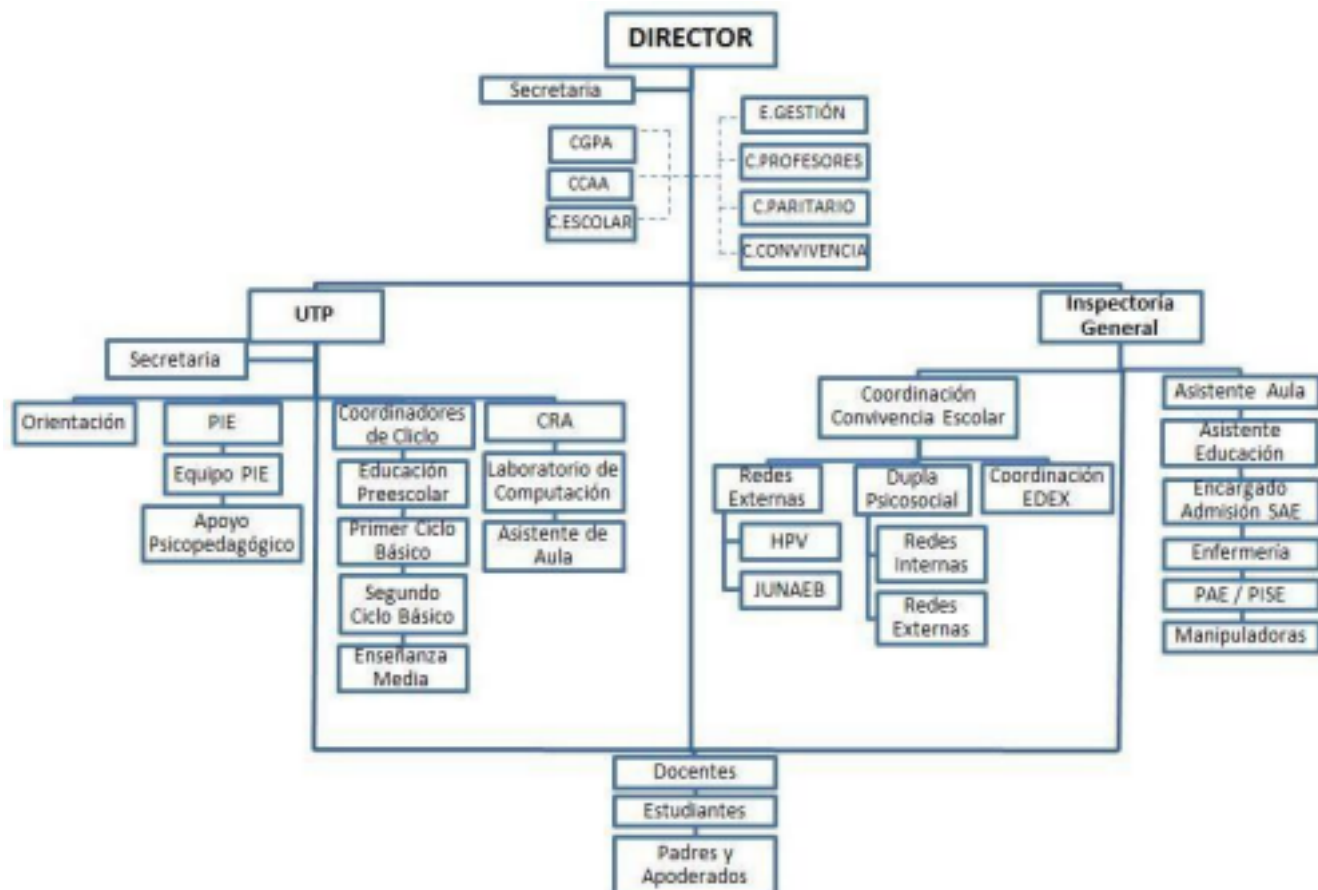 DIRECTOR
Secretaria
E.GESTIÓN
CGPA
C.PROFESORES
CCAA
C.PARITARIO
C.ESCOLAR
C.CONVIVENCIA
UTP
Inspectoría
General
Secretaria
Orientación
PIE
Equipo PIE
Apoyo
Psicopedagógico
Coordinadores
de Cliclo
Educación
Preescolar
Primer Ciclo
Básico
Segundo
Ciclo Básico
Enseñanza
Media
CRA
Laboratorio de
Computación
Asistente de
Aula
Coordinación
Convivencia Escolar
Redes
Externas
HPV
JUNAEB
Dupla
Psicosocial
Redes
Internas
Redes
Externas
Coordinación
EDEX
Asistente Aula
Asistente
Educación
Encargado
Admisión SAE
Enfermería
PAE / PISE
Manipuladoras
Docentes
Estudiantes
Padres y
Apoderados